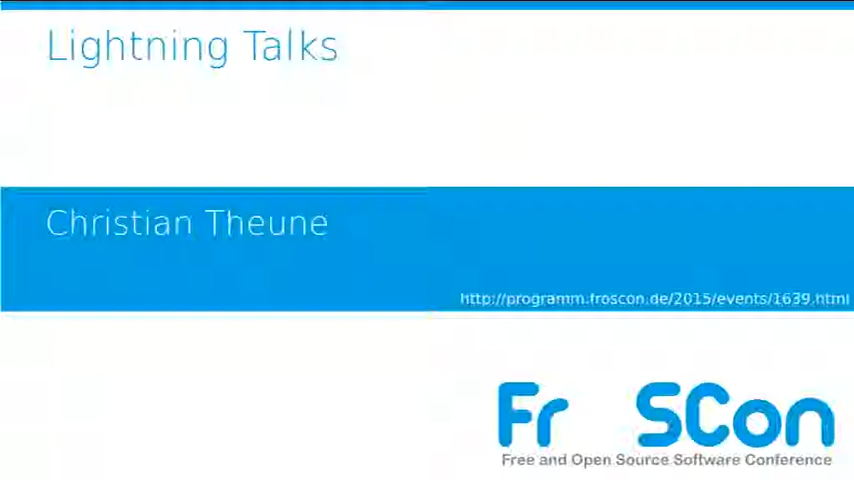 Lightning Talks
Christian Theune
http://programm.froscon.de/2015/events/1639.html
Fr SCon
Free and Open Source Software Conference